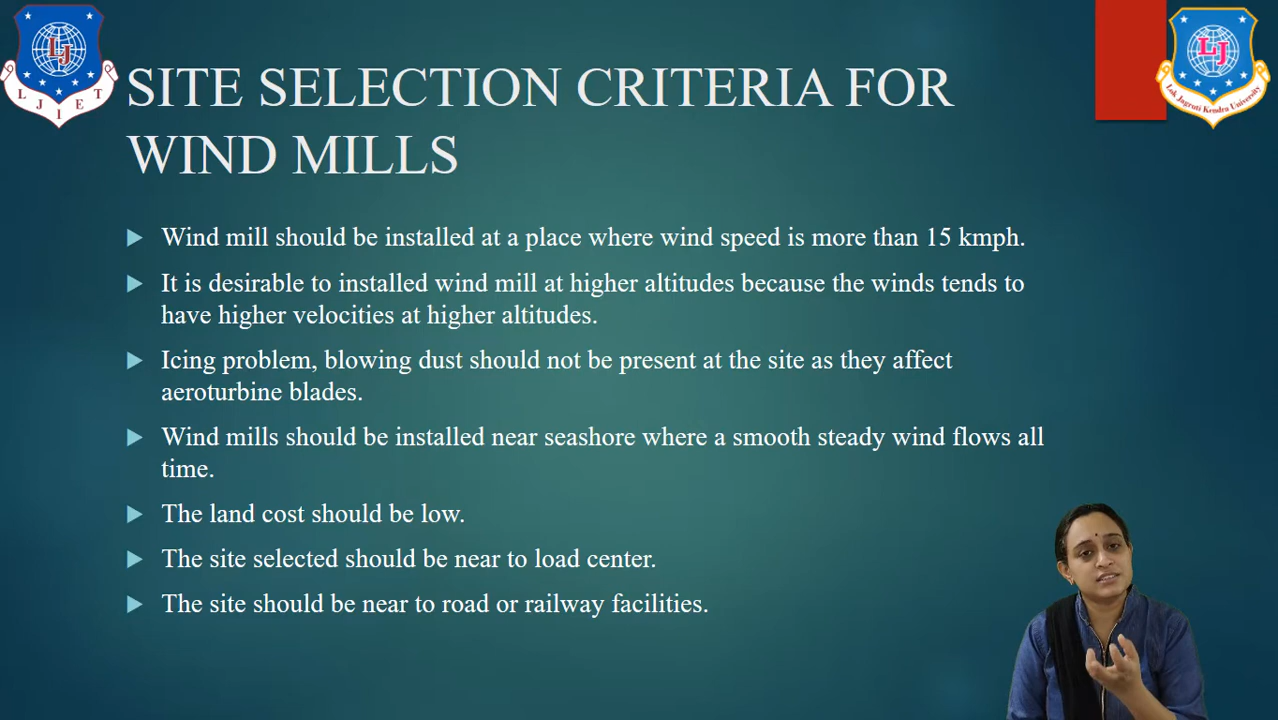 LJ
L J I E T
LJ
Lok Jagruti Kendra University
SITE SELECTION CRITERIA FOR
WIND MILLS
Wind mill should be installed at a place where wind speed is more than 15 kmph.
It is desirable to installed wind mill at higher altitudes because the winds tends to
have higher velocities at higher altitudes.
Icing problem, blowing dust should not be present at the site as they affect
aeroturbine blades.
Wind mills should be installed near seashore where a smooth steady wind flows all
time.
The land cost should be low.
The site selected should be near to load center.
The site should be near to road or railway facilities.